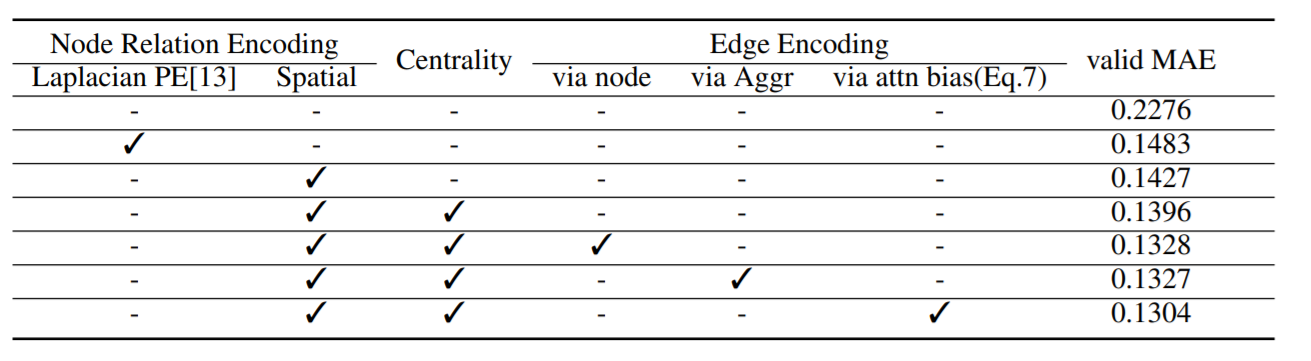 Node Relation Encoding Centrality Edge Encoding valid MAE
Laplacian PE[13] Spatial via node via Aggr via attn bias(Eq.7)
- - - - - - 0.2276
✓ - - - - - 0.1483
- ✓ - - - - 0.1427
- ✓ ✓ - - - 0.1396
- ✓ ✓ ✓ - - 0.1328
- ✓ ✓ - ✓ - 0.1327
- ✓ ✓ - - ✓ 0.1304